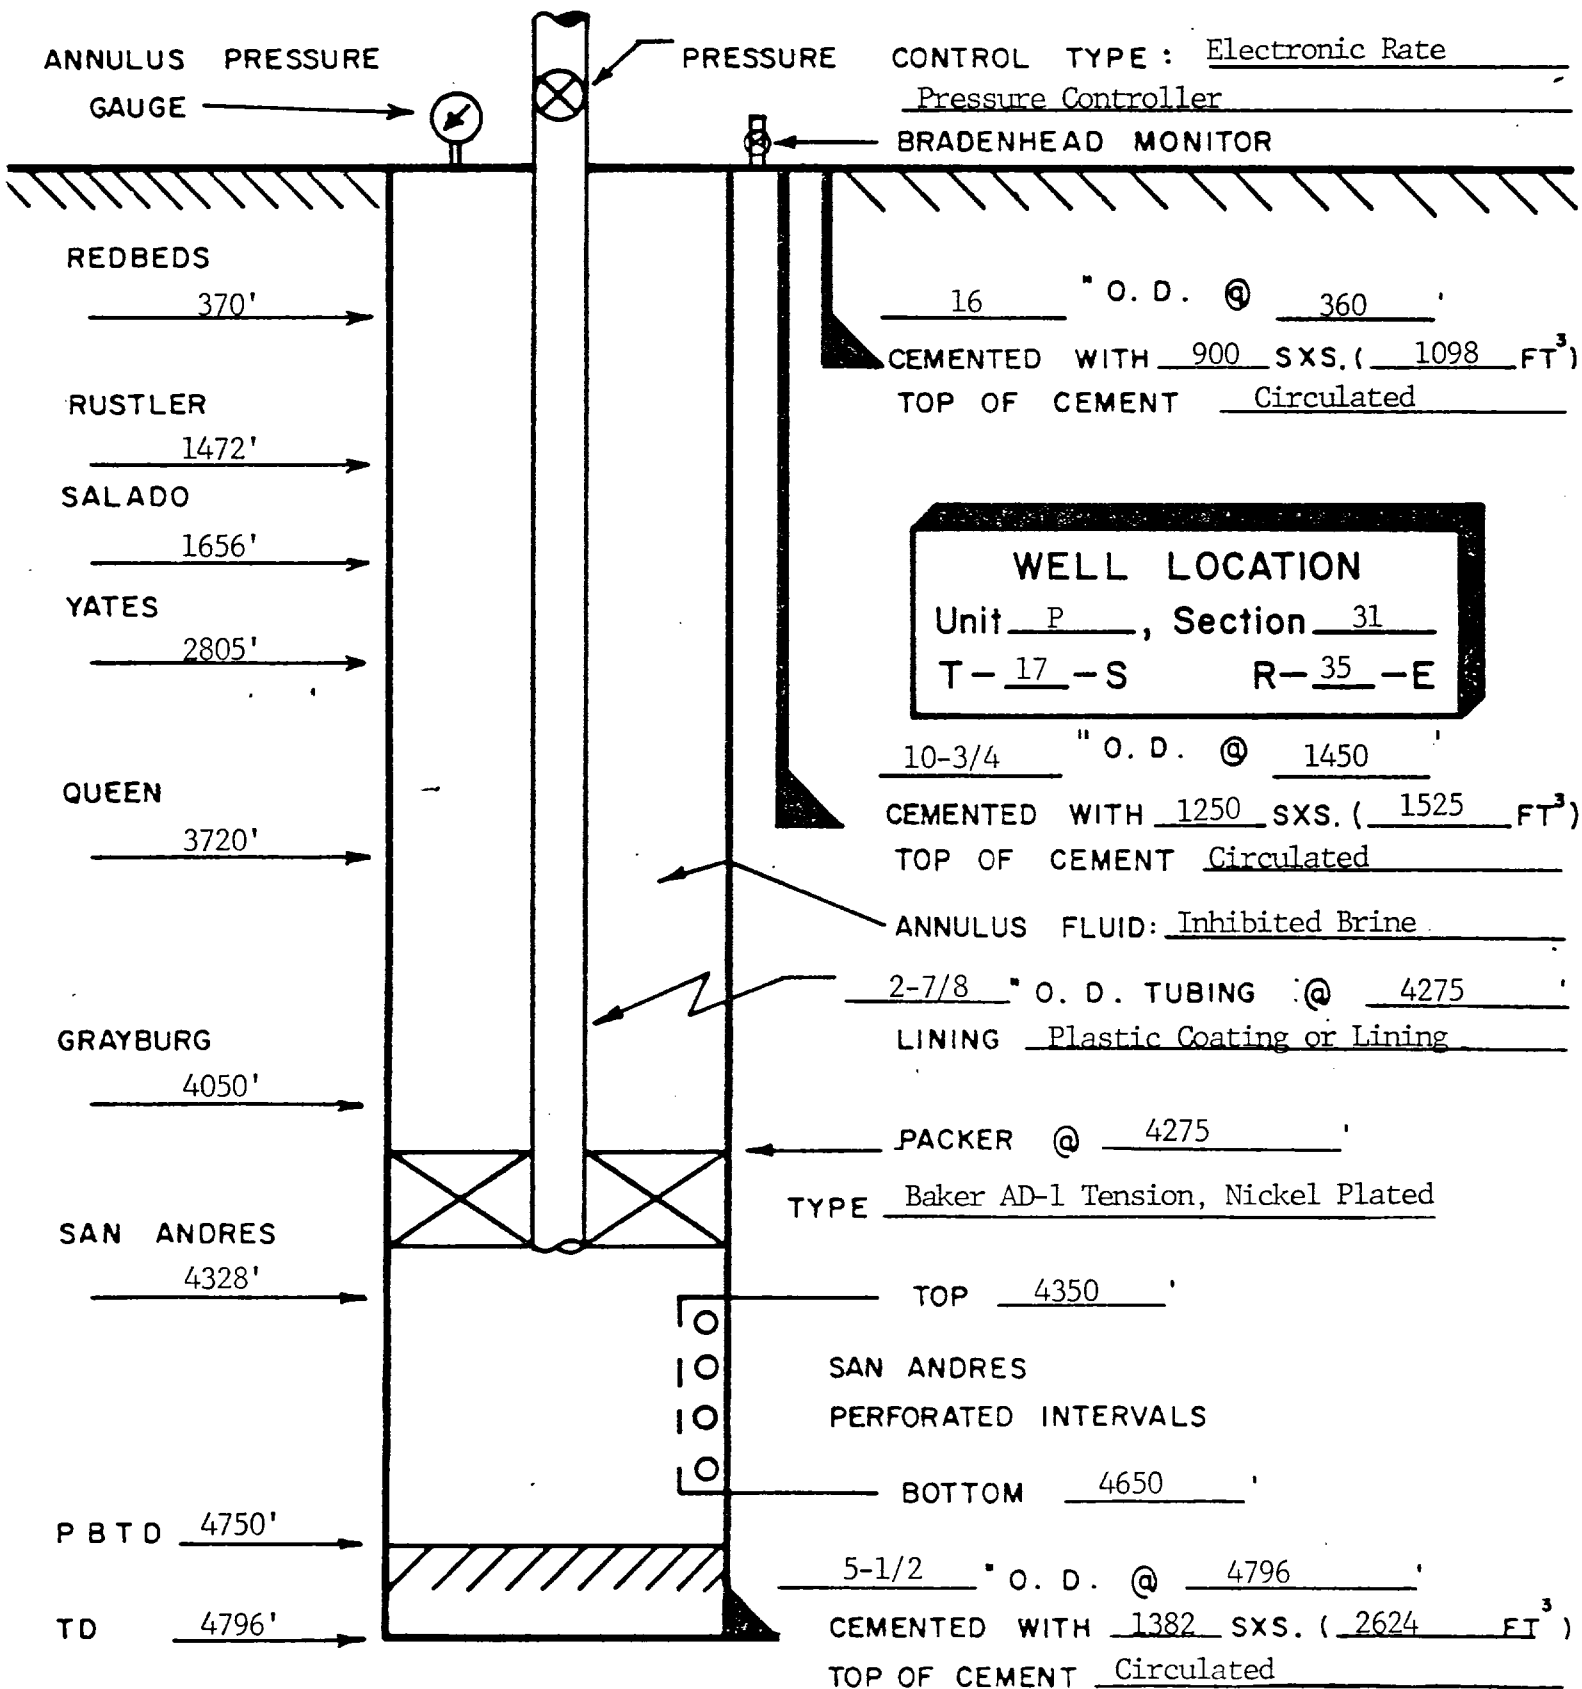 ANNULUS PRESSURE
GAUGE
PRESSURE CONTROL TYPE: Electronic Rate
Pressure Controller
BRADENHEAD MONITOR
REDBEDS
370'
16 " O. D. @ 360 '
CEMENTED WITH 900 SXS. ( 1098 FT³)
TOP OF CEMENT Circulated
RUSTLER
1472'
SALADO
1656'
YATES
2805'
WELL LOCATION
Unit P, Section 31
T-17-S R-35-E
10-3/4 " O. D. @ 1450 '
CEMENTED WITH 1250 SXS. ( 1525 FT³)
TOP OF CEMENT Circulated
QUEEN
3720'
ANNULUS FLUID: Inhibited Brine
2-7/8 " O. D. TUBING @ 4275 '
LINING Plastic Coating or Lining
GRAYBURG
4050'
PACKER @ 4275 '
TYPE Baker AD-1 Tension, Nickel Plated
SAN ANDRES
4328'
TOP 4350 '
SAN ANDRES
PERFORATED INTERVALS
BOTTOM 4650 '
PBTD 4750'
5-1/2 " O. D. @ 4796 '
TD 4796'
CEMENTED WITH 1382 SXS. ( 2624 FT³)
TOP OF CEMENT Circulated